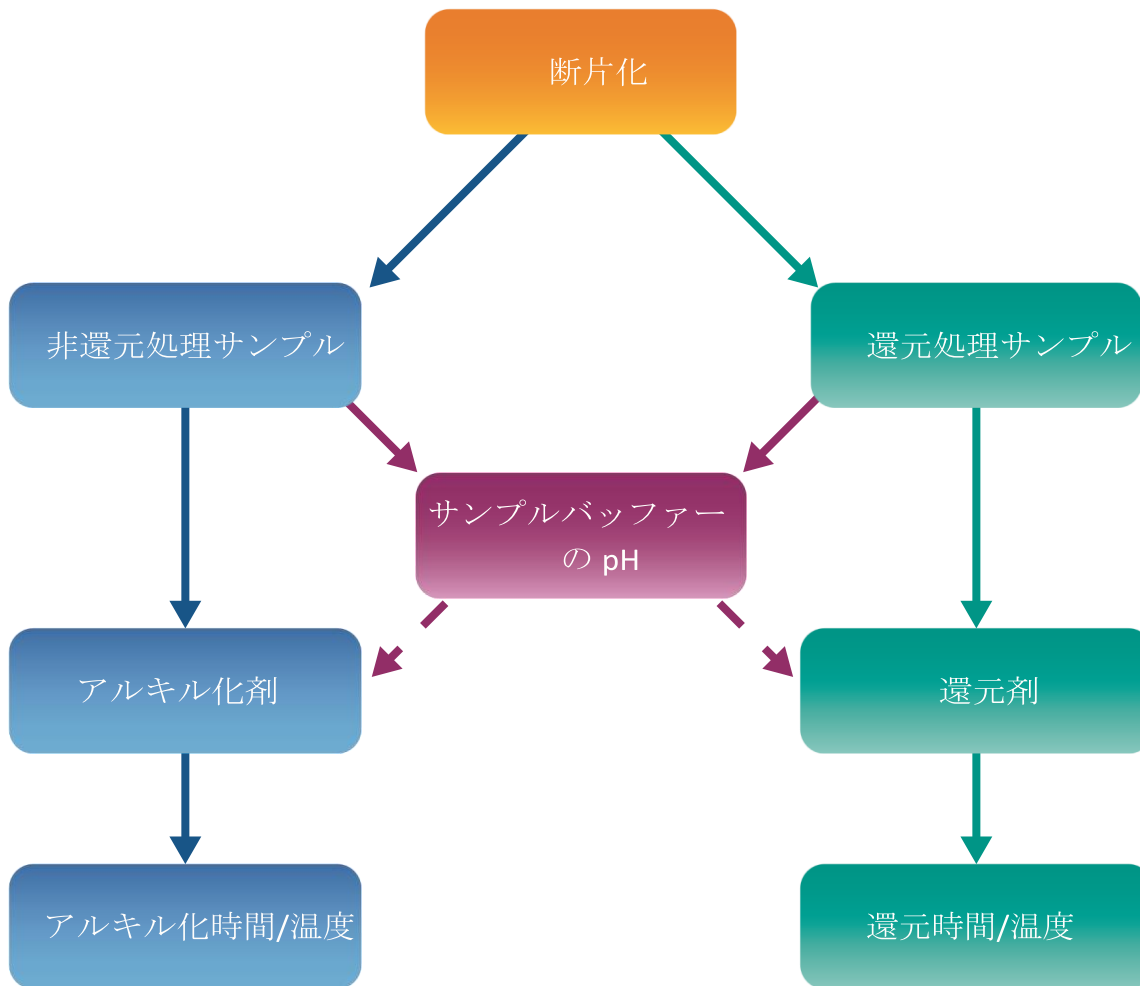 断片化
非還元処理サンプル
還元処理サンプル
サンプルバッファー
の pH
アルキル化剤
還元剤
アルキル化時間/温度
還元時間/温度